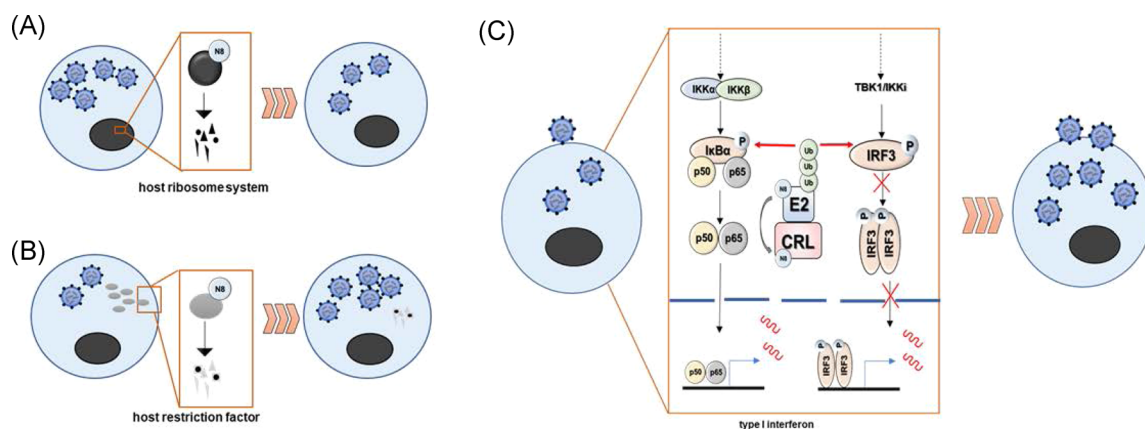 (A)
N8
host ribosome system
(B)
N8
host restriction factor
(C)
IKKα IKKβ
TBK1/IKKi
IκBα P
p50 p65
Ub
Ub
Ub
N8
E2
CRL
N8
IRF3 P
p50 p65
P P
IRF3 IRF3
p50 p65
P P
IRF3 IRF3
type I interferon